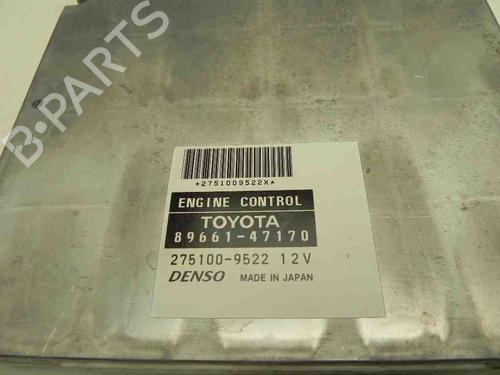 B-PARTS
*2751009522X*
ENGINE CONTROL
TOYOTA
89661-47170
275100-9522 12V
DENSO MADE IN JAPAN